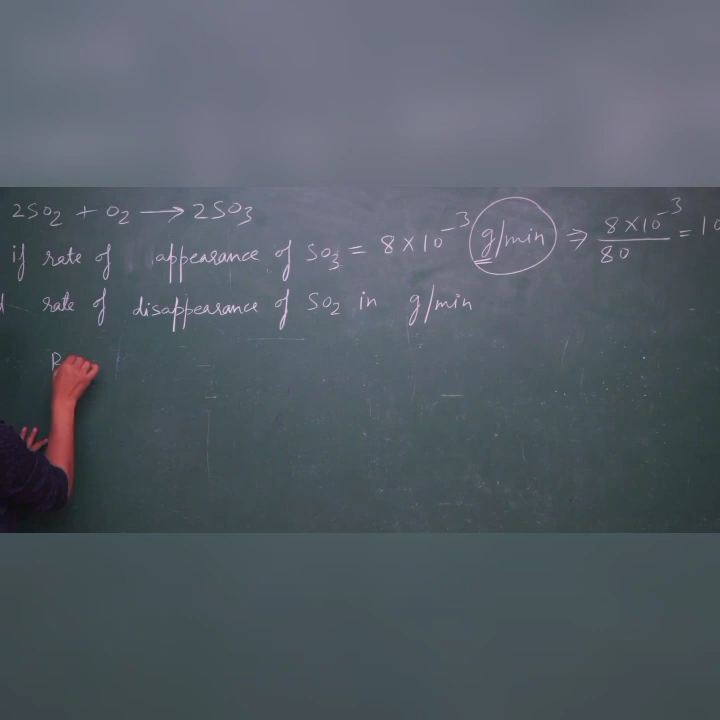 2SO2 + O2 → 2SO3
if rate of appearance of SO3 = 8×10^-3 g/min ⇒ 8×10^-3 / 80 = 10
rate of disappearance of SO2 in g/min